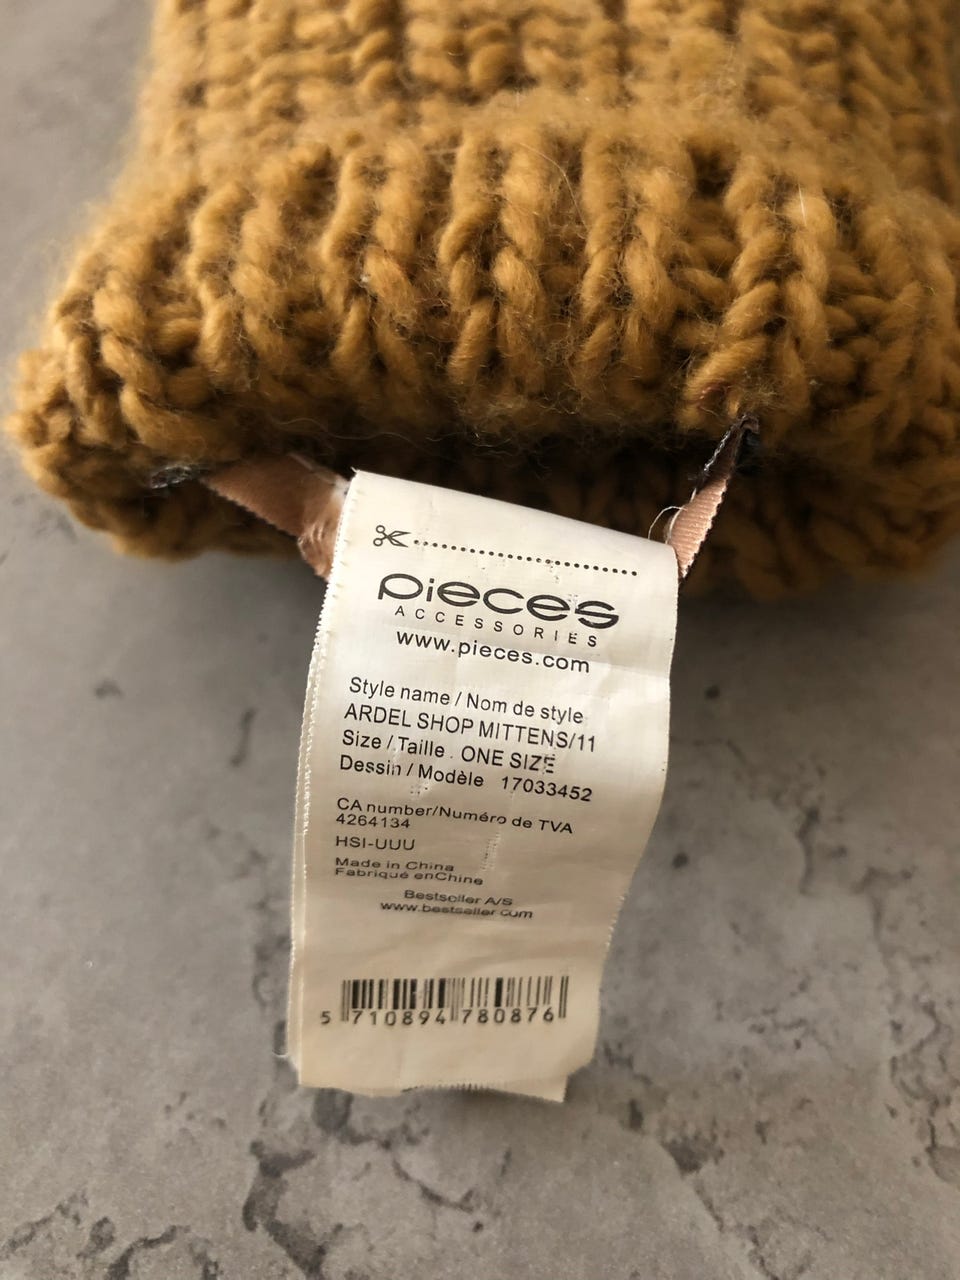 pieces
ACCESSORIES
www.pieces.com
Style name / Nom de style
ARDEL SHOP MITTENS/11
Size / Taille . ONE SIZE
Dessin / Modèle 17033452
CA number/Numéro de TVA
4264134
HSI-UUU
Made in China
Fabriqué enChine
Bestseller A/S
www.bestseller.com
5 710894 780876